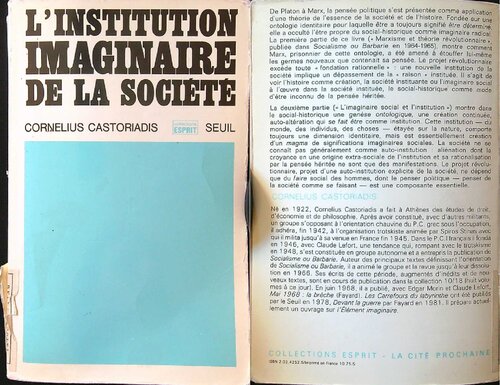 L'INSTITUTION
IMAGINAIRE
DE LA SOCIÉTÉ
CORNELIUS CASTORIADIS
COLLECTION
ESPRIT
SEUIL
De Platon à Marx, la pensée politique s'est présentée comme application
d'une théorie de l'essence de la société et de l'histoire. Fondée sur une
ontologie identitaire pour laquelle être a toujours signifié être déterminé,
elle a occulté l'être propre du social-historique comme imaginaire radical.
La première partie de ce livre (« Marxisme et théorie révolutionnaire »
publiée dans Socialisme ou Barbarie en 1964-1965), montre comment
Marx, prisonnier de cette ontologie, a été amené à étouffer lui-même
les germes nouveaux que contenait sa pensée. Le projet révolutionnaire
excède toute « fondation rationnelle » : une nouvelle institution de la
société implique un dépassement de la « raison » instituée. Il s'agit de
voir l'histoire comme création, la société instituante ou l'imaginaire social
à l'œuvre dans la société instituée, le social-historique comme mode
d'être inconnu de la pensée héritée.
La deuxième partie (« L'imaginaire social et l'institution ») montre dans
le social-historique une genèse ontologique, une création continuée,
auto-altération qui se fait être comme institution. Cette institution — du
monde, des individus, des choses — étayée sur la nature, comporte
toujours une dimension identitaire, mais est essentiellement création
d'un magma de significations imaginaires sociales. La société ne se
connaît pas généralement comme auto-institution : aliénation dont la
croyance en une origine extra-sociale de l'institution et sa rationalisation
par la pensée héritée ne sont que des manifestations. Le projet révolu-
tionnaire, projet d'une auto-institution explicite de la société, ne dépend
que du faire social des hommes, dont le penser politique — penser de
la société comme se faisant — est une composante essentielle.
CORNELIUS CASTORIADIS
Né en 1922, Cornelius Castoriadis a fait à Athènes des études de droit,
d'économie et de philosophie. Après avoir constitué, avec d'autres militants,
un groupe s'opposant à l'orientation chauvine du P.C. grec sous l'occupation,
il adhère, fin 1942, à l'organisation trotskiste animée par Spiros Stinas avec
qui il milita jusqu'à sa venue en France fin 1945. Dans le P.C.I. français il fonda
en 1946, avec Claude Lefort, une tendance qui, rompant avec le trotskisme
en 1948, s'est constituée en groupe autonome et a entrepris la publication de
Socialisme ou Barbarie. Auteur des principaux textes définissant l'orientation
de Socialisme ou Barbarie, il a animé le groupe et la revue jusqu'à leur dissolu-
tion en 1966. Ses écrits de cette période, augmentés d'inédits et de nou-
veaux textes, sont en cours de publication dans la collection 10/18 (huit vo-
lumes à ce jour). En juin 1968, il a publié, avec Edgar Morin et Claude Lefort,
Mai 1968 : la brèche (Fayard). Les Carrefours du labyrinthe ont été publiés
par le Seuil en 1978, Devant la guerre par Fayard en 1981. Il prépare actuel-
lement un ouvrage sur l'Élément imaginaire.
COLLECTIONS ESPRIT - LA CITÉ PROCHAINE